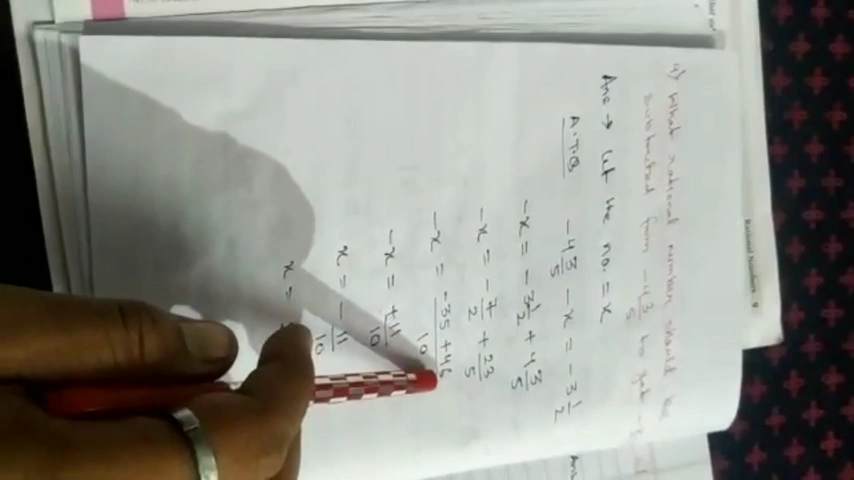 4) What rational number should be
subtracted from -4 3/5 to get -3
Ans → Let the no. = x
A.T.Q -4 3/5 - x = -3 1/2
-x = -3 1/2 + 4 3/5
-x = -7/2 + 23/5
-x = -35 + 46/10
-x = +11/10
x = -11/10
x =
Rational Numbers 9